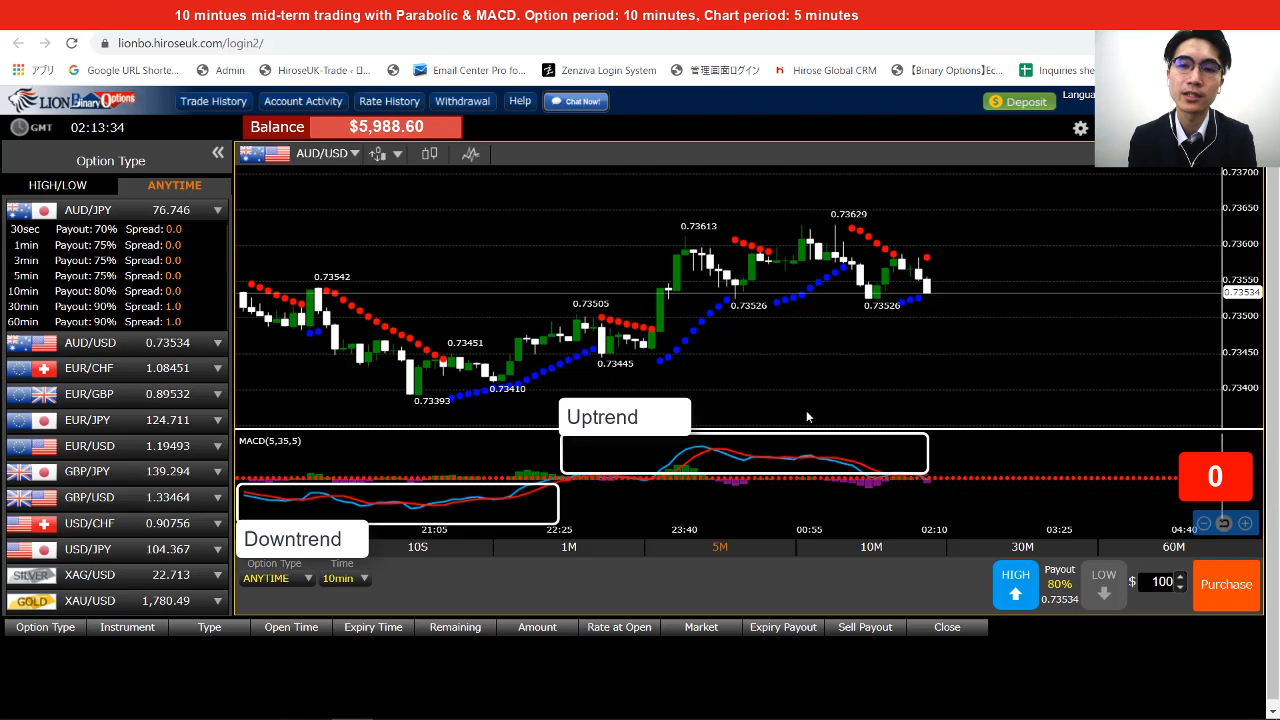 10 mintues mid-term trading with Parabolic & MACD. Option period: 10 minutes, Chart period: 5 minutes
lionbo.hiroseuk.com/login2/
アプリ Google URL Shorte... Admin HiroseUK-Trade ‹ ロ... Email Center Pro+... Zenziva Login System 管理画面ログイン Hirose Global CRM 【Binary Options】Ec... Inquiries she
LION Binary Options Trade History Account Activity Rate History Withdrawal Help Chat Now! $ Deposit Langua
GMT 02:13:34 Balance $5,988.60
Option Type «
AUD/USD
HIGH/LOW ANYTIME
AUD/JPY 76.746
30sec Payout: 70% Spread: 0.0
1min Payout: 75% Spread: 0.0
3min Payout: 75% Spread: 0.0
5min Payout: 75% Spread: 0.0
10min Payout: 80% Spread: 0.0
30min Payout: 90% Spread: 1.0
60min Payout: 90% Spread: 1.0
AUD/USD 0.73534
EUR/CHF 1.08451
EUR/GBP 0.89532
EUR/JPY 124.711
EUR/USD 1.19493
GBP/JPY 139.294
GBP/USD 1.33464
USD/CHF 0.90756
USD/JPY 104.367
SILVER XAG/USD 22.713
GOLD XAU/USD 1,780.49
0.73700
0.73650
0.73600
0.73550
0.73534
0.73500
0.73450
0.73400
0.73542
0.73393
0.73451
0.73410
0.73505
0.73445
0.73613
0.73526
0.73629
0.73526
Uptrend
MACD(5,35,5)
0
Downtrend
21:05 22:25 23:40 00:55 02:10 03:25 04:40
10S 1M 5M 10M 30M 60M
Option Type Time
ANYTIME 10min
HIGH Payout 80% 0.73534 LOW $ 100 Purchase
Option Type Instrument Type Open Time Expiry Time Remaining Amount Rate at Open Market Expiry Payout Sell Payout Close